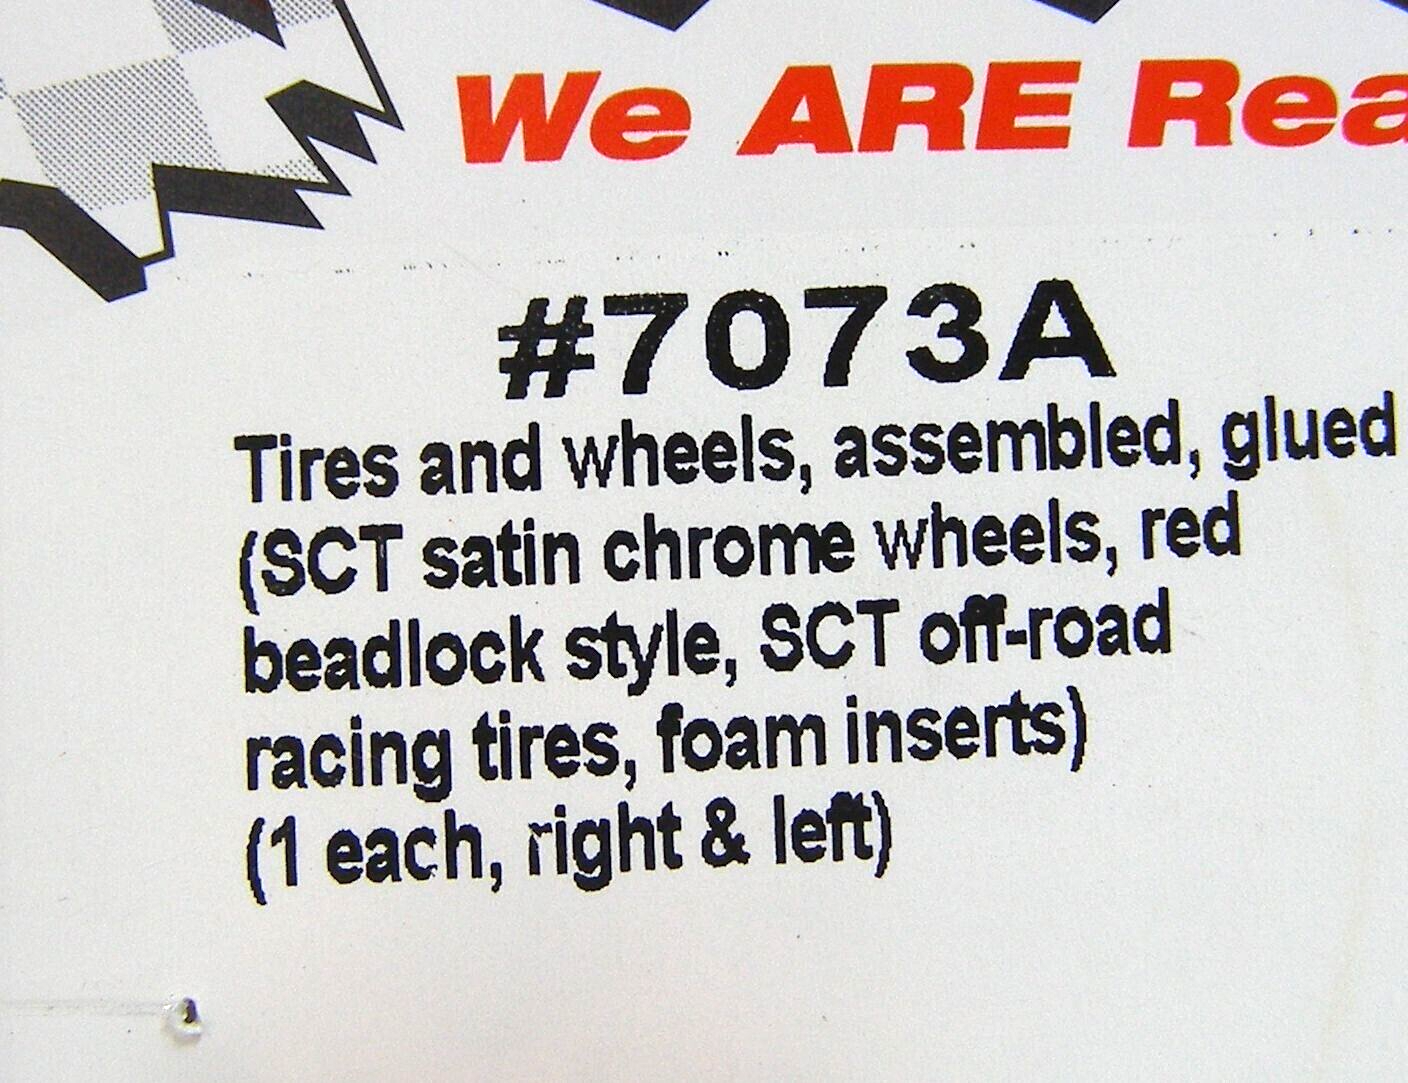 We ARE Rea
#7073A
Tires and wheels, assembled, glued
(SCT satin chrome wheels, red
beadlock style, SCT off-road
racing tires, foam inserts)
(1 each, right & left)